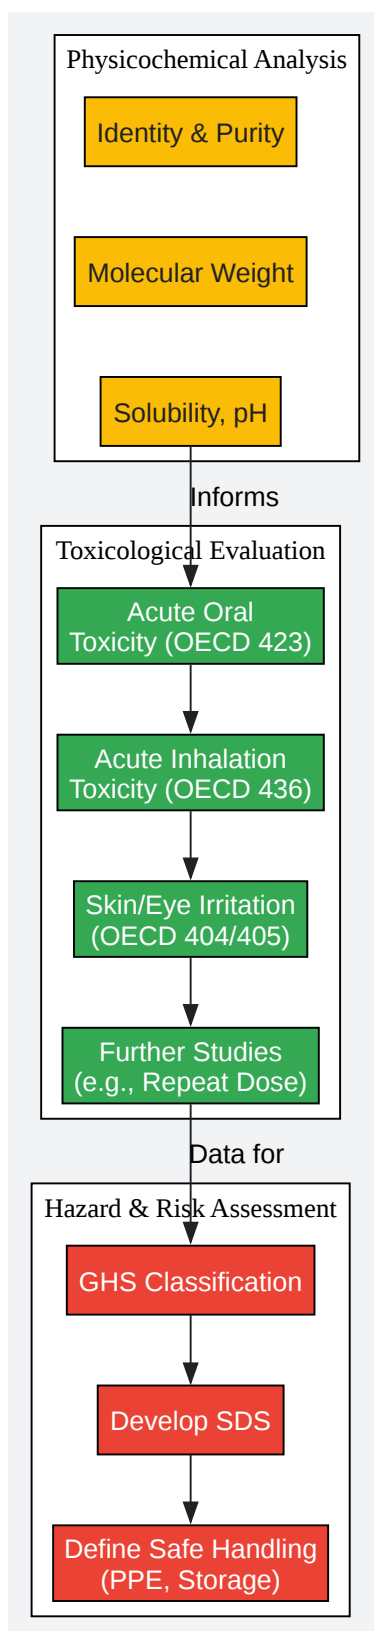 Physicochemical Analysis
Identity & Purity
Molecular Weight
Solubility, pH
Informs
Toxicological Evaluation
Acute Oral
Toxicity (OECD 423)
Acute Inhalation
Toxicity (OECD 436)
Skin/Eye Irritation
(OECD 404/405)
Further Studies
(e.g., Repeat Dose)
Data for
Hazard & Risk Assessment
GHS Classification
Develop SDS
Define Safe Handling
(PPE, Storage)